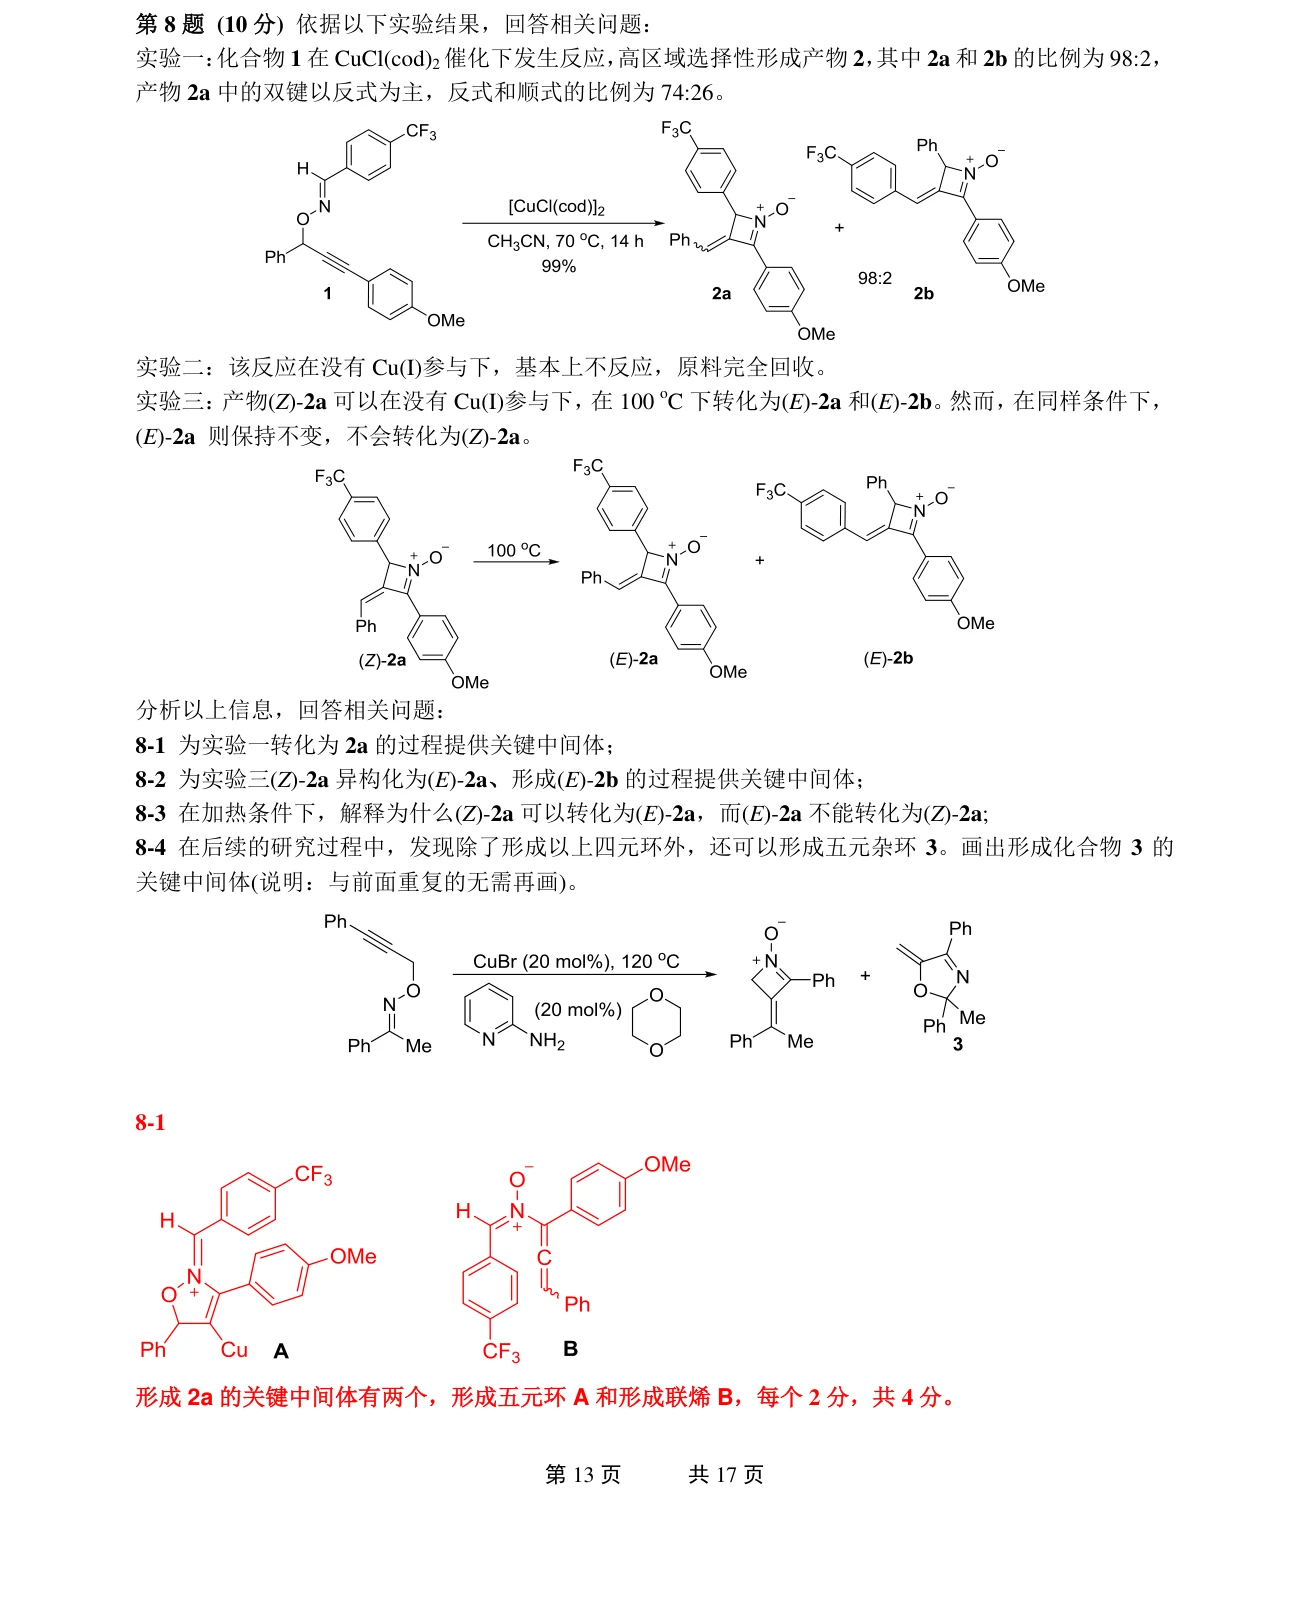 第 8 题 (10 分) 依据以下实验结果，回答相关问题：
实验一：化合物 1 在 CuCl(cod)2 催化下发生反应，高区域选择性形成产物 2，其中 2a 和 2b 的比例为 98:2，
产物 2a 中的双键以反式为主，反式和顺式的比例为 74:26。
CF3
H
N
O
Ph
1
OMe
[CuCl(cod)]2
CH3CN, 70 oC, 14 h
99%
F3C
N+
O−
Ph
2a
OMe
+
98:2
F3C
Ph
N+
O−
2b
OMe
实验二：该反应在没有 Cu(I)参与下，基本上不反应，原料完全回收。
实验三：产物(Z)-2a 可以在没有 Cu(I)参与下，在 100 oC 下转化为(E)-2a 和(E)-2b。然而，在同样条件下，
(E)-2a 则保持不变，不会转化为(Z)-2a。
F3C
N+
O−
Ph
(Z)-2a
OMe
100 oC
F3C
N+
O−
Ph
(E)-2a
OMe
+
F3C
Ph
N+
O−
(E)-2b
OMe
分析以上信息，回答相关问题：
8-1 为实验一转化为 2a 的过程提供关键中间体；
8-2 为实验三(Z)-2a 异构化为(E)-2a、形成(E)-2b 的过程提供关键中间体；
8-3 在加热条件下，解释为什么(Z)-2a 可以转化为(E)-2a，而(E)-2a 不能转化为(Z)-2a;
8-4 在后续的研究过程中，发现除了形成以上四元环外，还可以形成五元杂环 3。画出形成化合物 3 的
关键中间体(说明：与前面重复的无需再画)。
Ph
O
N
Ph
Me
CuBr (20 mol%), 120 oC
N
NH2
(20 mol%)
O
O
O−
+N
Ph
Ph
Me
+
Ph
N
O
Ph
Me
3
8-1
CF3
H
N+
O
OMe
Ph
Cu
A
O−
H
N+
OMe
C
Ph
CF3
B
形成 2a 的关键中间体有两个，形成五元环 A 和形成联烯 B，每个 2 分，共 4 分。
第 13 页 共 17 页